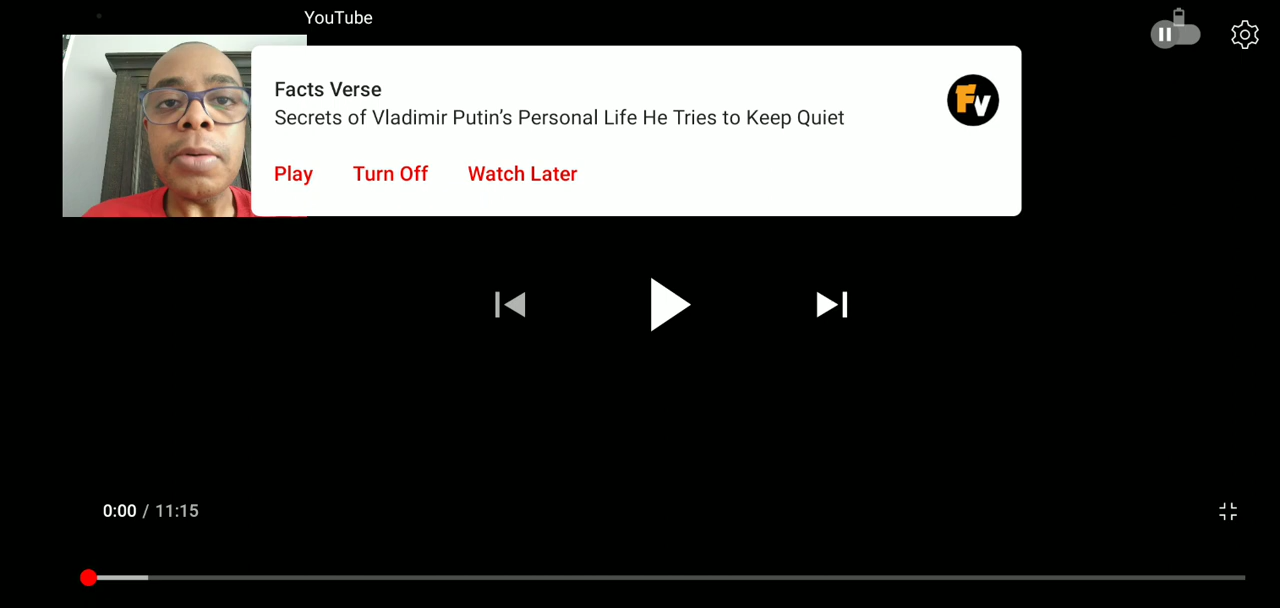 YouTube
Facts Verse
FV
Secrets of Vladimir Putin’s Personal Life He Tries to Keep Quiet
Play Turn Off Watch Later
0:00 / 11:15